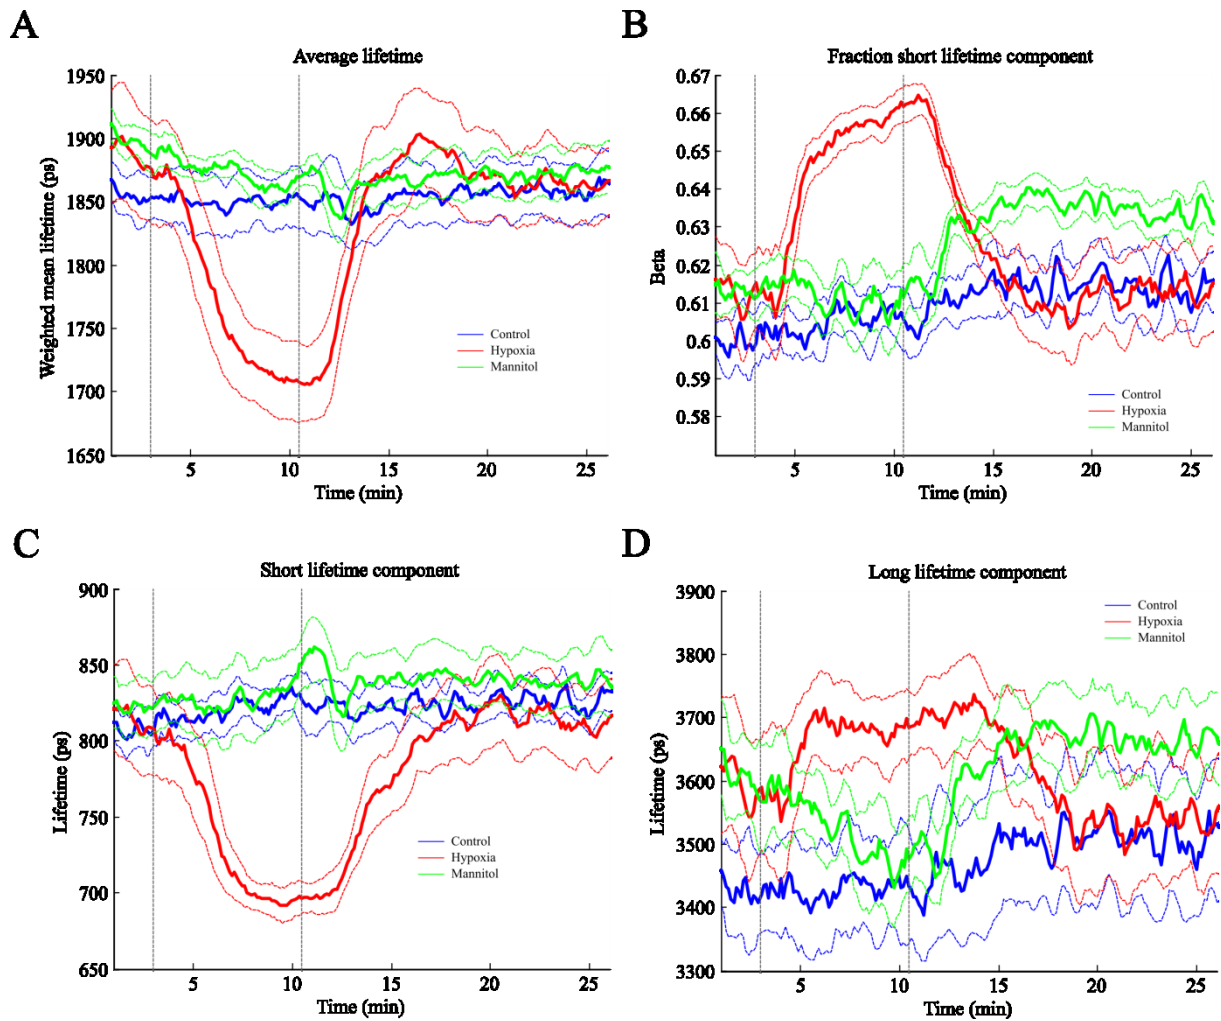 A
Average lifetime
Weighted mean lifetime (ps)
1950
1900
1850
1800
1750
1700
1650
5
10
15
20
25
Time (min)
Control
Hypoxia
Mannitol
B
Fraction short lifetime component
Beta
0.67
0.66
0.65
0.64
0.63
0.62
0.61
0.6
0.59
0.58
5
10
15
20
25
Time (min)
Control
Hypoxia
Mannitol
C
Short lifetime component
Lifetime (ps)
900
850
800
750
700
650
5
10
15
20
25
Time (min)
Control
Hypoxia
Mannitol
D
Long lifetime component
Lifetime (ps)
3900
3800
3700
3600
3500
3400
3300
5
10
15
20
25
Time (min)
Control
Hypoxia
Mannitol